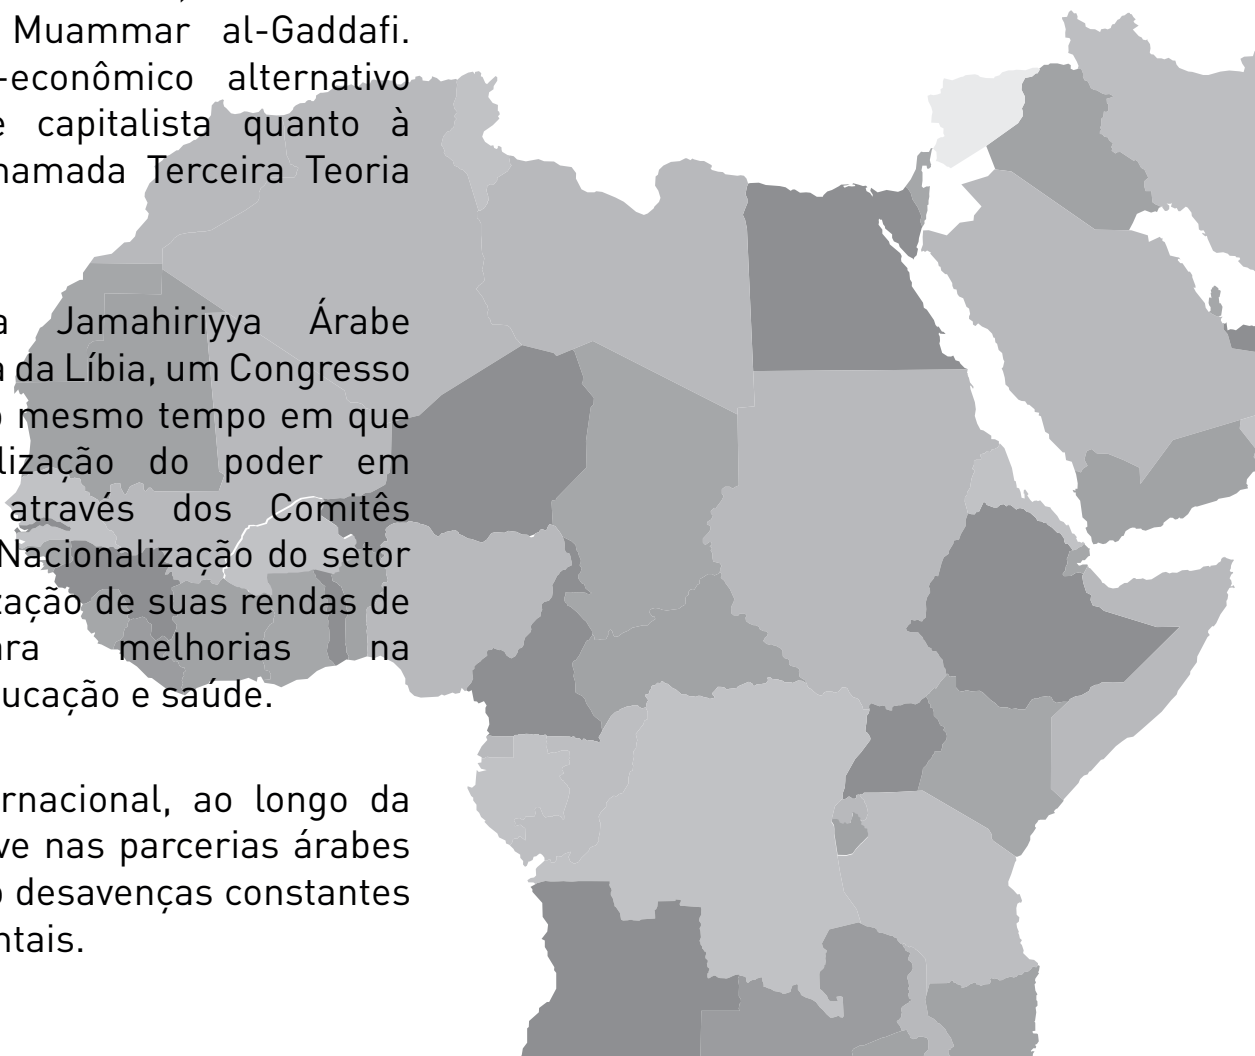 Muammar al-Gaddafi.
-econômico alternativo
e capitalista quanto à
hamada Terceira Teoria
a Jamahiriyya Árabe
a da Líbia, um Congresso
o mesmo tempo em que
lização do poder em
através dos Comitês
Nacionalização do setor
zação de suas rendas de
ara melhorias na
ucação e saúde.
rnacional, ao longo da
ve nas parcerias árabes
o desavenças constantes
ntais.